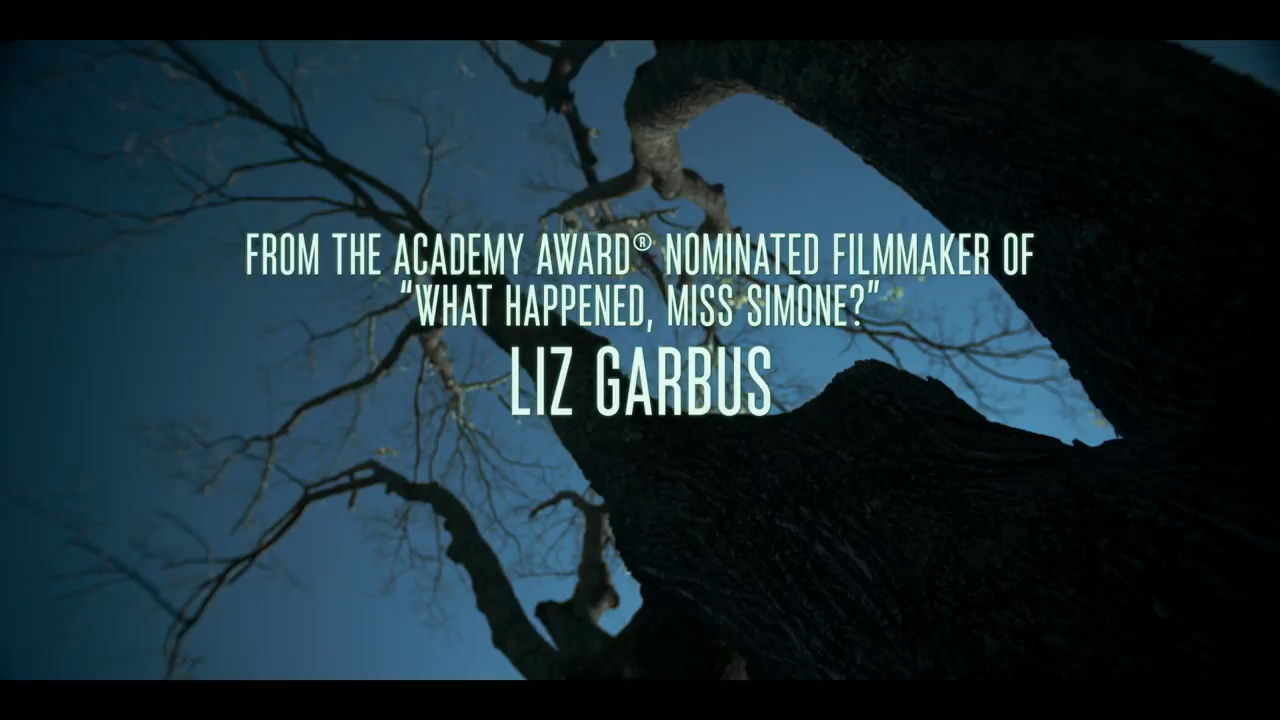 FROM THE ACADEMY AWARD® NOMINATED FILMMAKER OF
“WHAT HAPPENED, MISS SIMONE?”
LIZ GARBUS